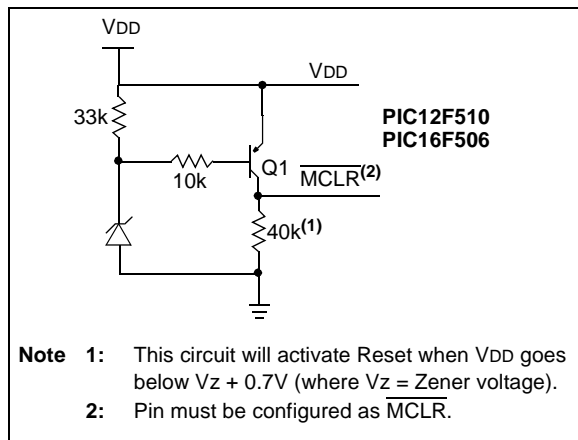 VDD
VDD
33k
PIC12F510
PIC16F506
Q1
MCLR(2)
10k
40k(1)
Note 1: This circuit will activate Reset when VDD goes
below Vz + 0.7V (where Vz = Zener voltage).
2: Pin must be configured as MCLR.